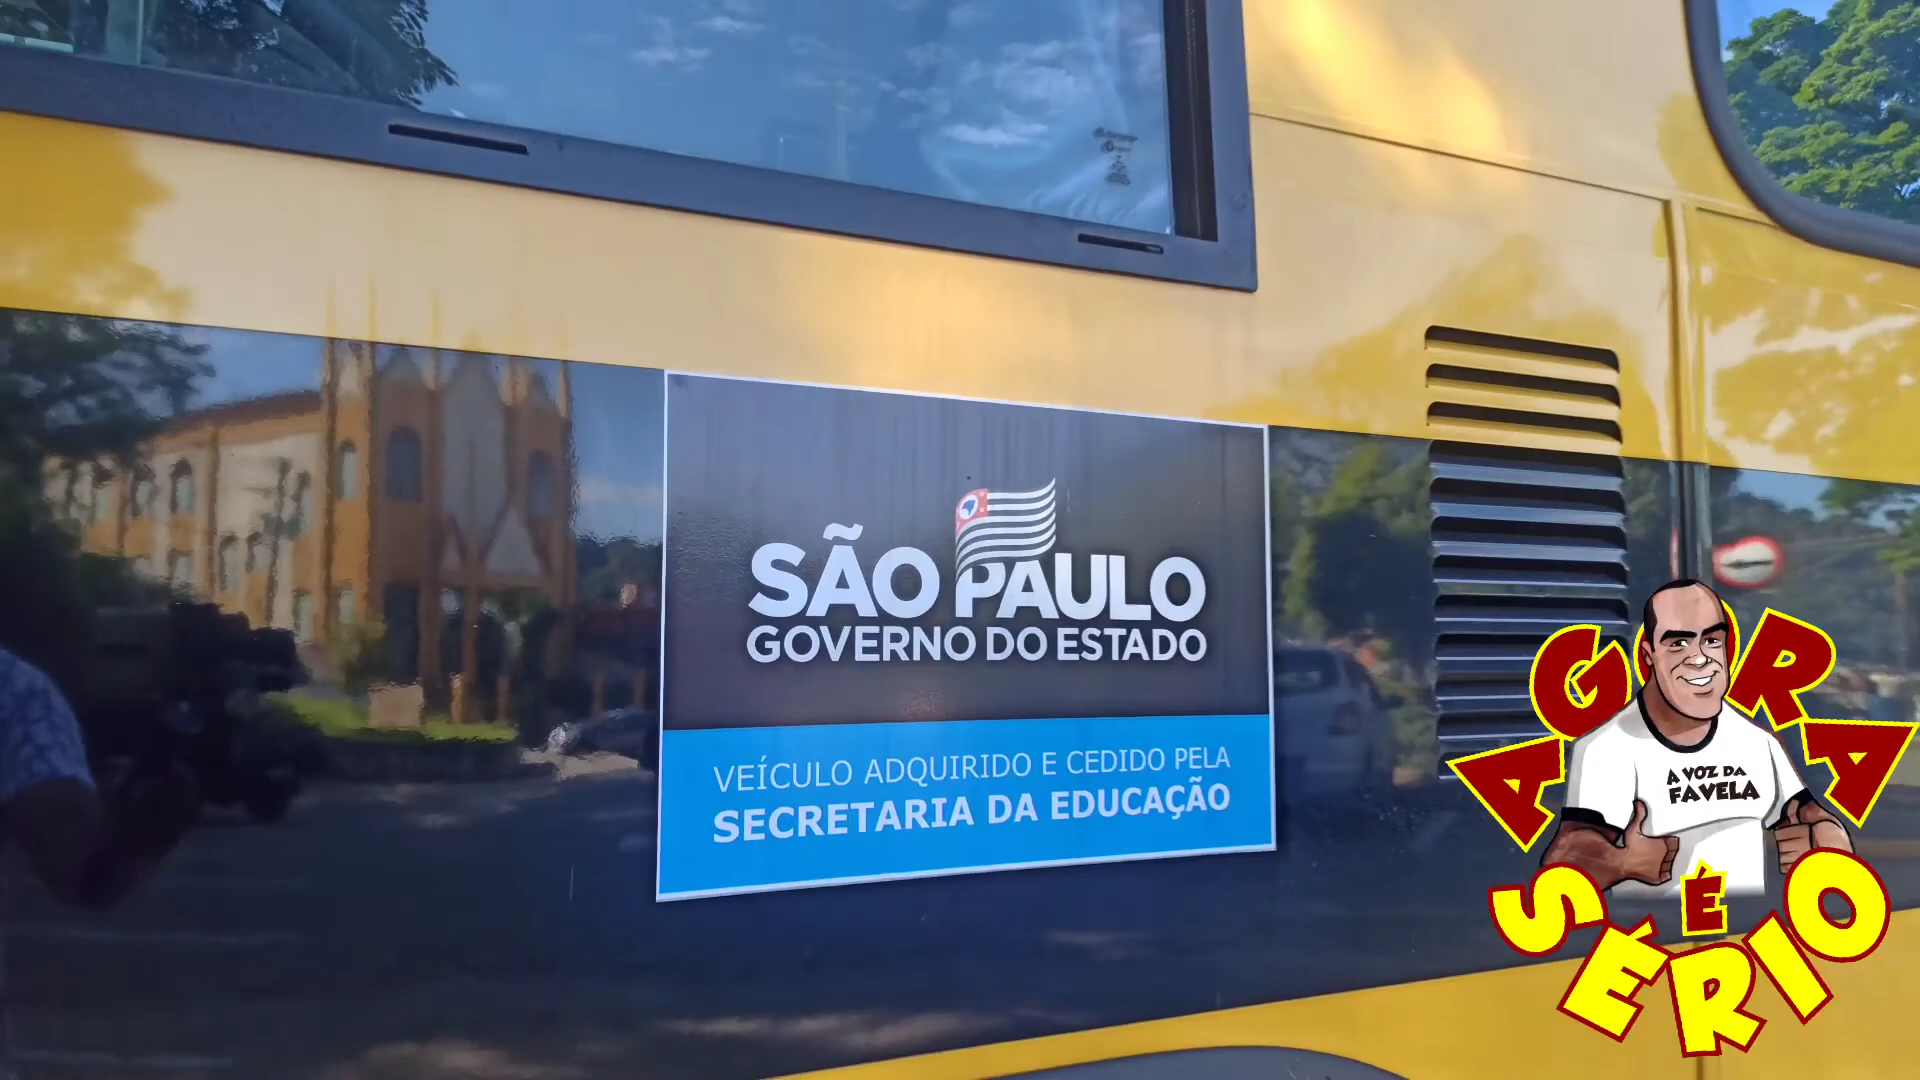 SÃO PAULO
GOVERNO DO ESTADO
VEÍCULO ADQUIRIDO E CEDIDO PELA
SECRETARIA DA EDUCAÇÃO
AGORA
É
SÉRIO
A VOZ DA
FAVELA